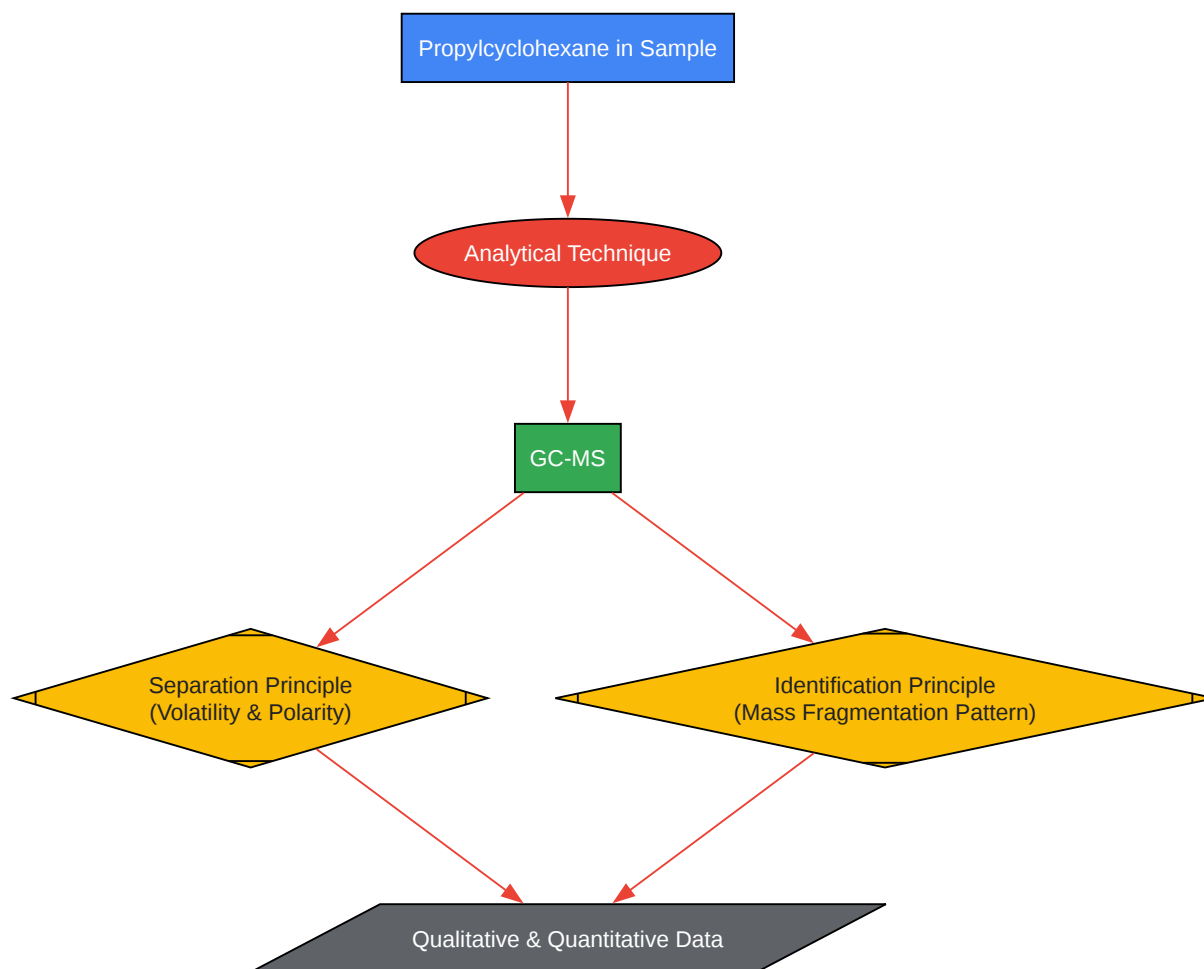 Propylcyclohexane in Sample
Analytical Technique
GC-MS
Separation Principle
(Volatility & Polarity)
Identification Principle
(Mass Fragmentation Pattern)
Qualitative & Quantitative Data